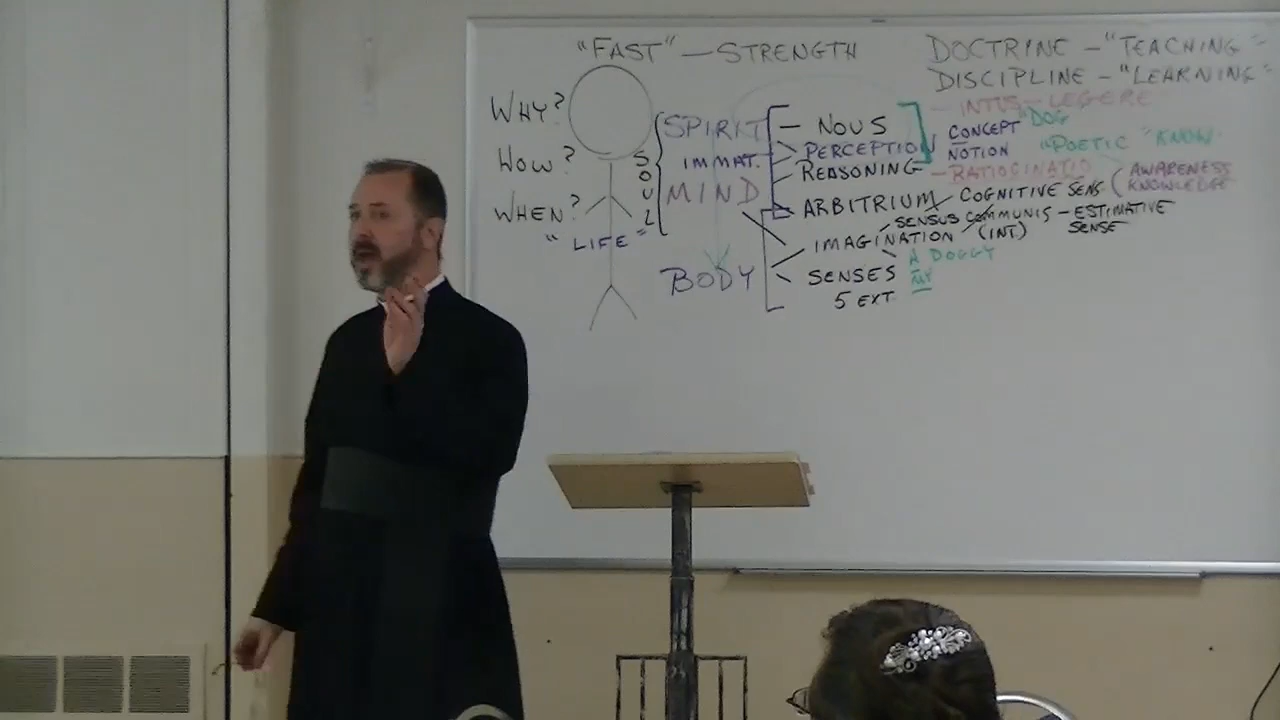 "FAST" — STRENGTH
DOCTRINE - "TEACHING"
DISCIPLINE - "LEARNING"
WHY?
HOW?
WHEN?
"LIFE"
SOUL
SPIRIT
IMMAT.
MIND
BODY
— NOUS
PERCEPTION
REASONING
ARBITRIUM
IMAGINATION
SENSES
5 EXT
— INTUS — LEGERE
CONCEPT "DOG
NOTION
"POETIC "KNOW
— RATIOCINATIO
AWARENESS
KNOWLEDGE
COGNITIVE SENS
SENSUS COMMUNIS - ESTIMATIVE
SENSE
(INT)
A DOGGY
MY